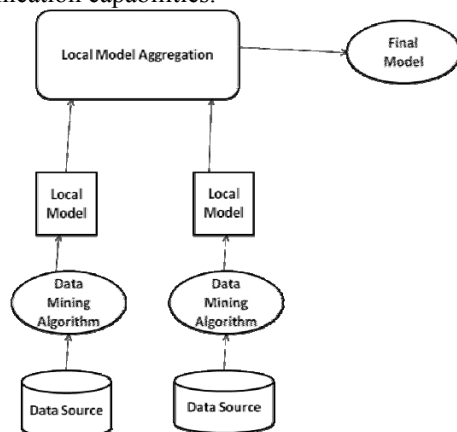 ication capabilities.
Local Model Aggregation
Final
Model
Local
Model
Local
Model
Data
Mining
Algorithm
Data
Mining
Algorithm
Data Source
Data Source